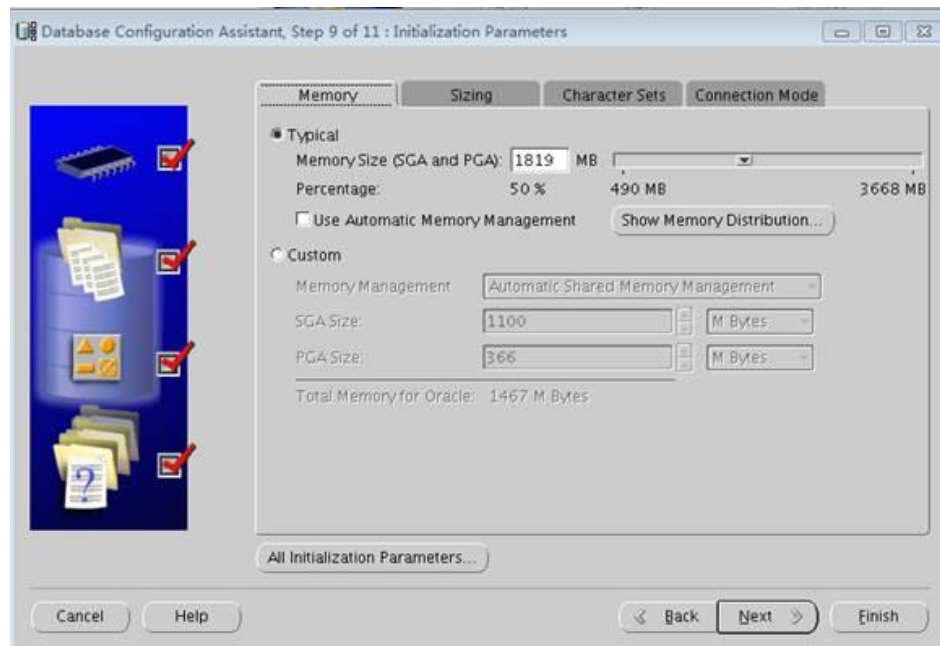 Database Configuration Assistant, Step 9 of 11 : Initialization Parameters
Memory Sizing Character Sets Connection Mode
Typical
Memory Size (SGA and PGA): 1819 MB
Percentage: 50 % 490 MB 3668 MB
Use Automatic Memory Management Show Memory Distribution...
Custom
Memory Management Automatic Shared Memory Management
SGA Size: 1100 M Bytes
PGA Size: 366 M Bytes
Total Memory for Oracle: 1467 M Bytes
?
All Initialization Parameters...
Cancel Help Back Next Finish